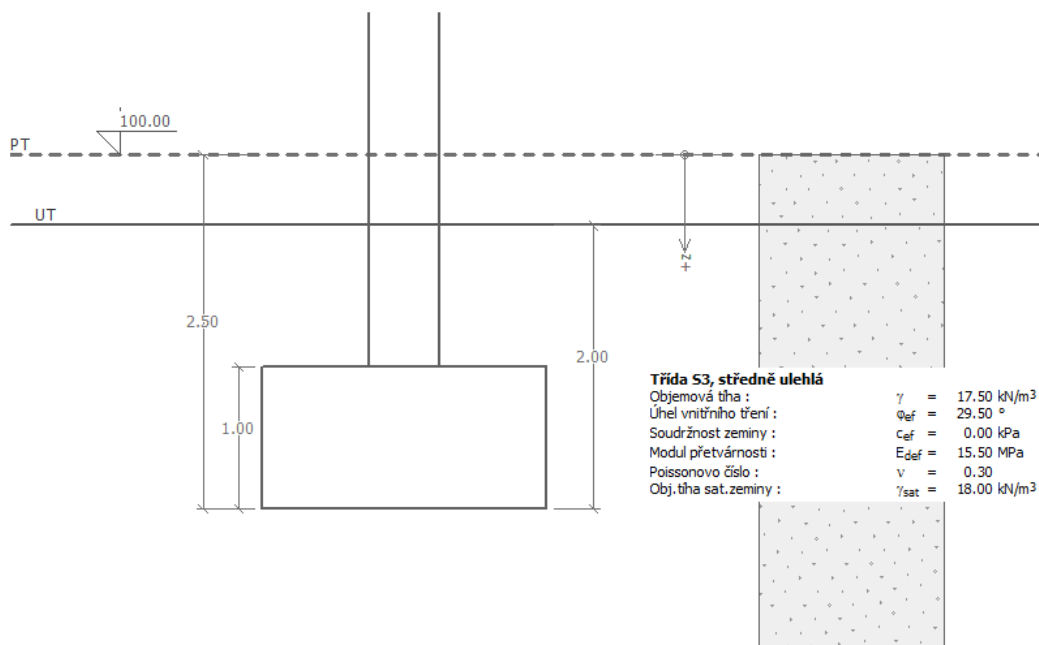 100.00
PT
UT
+z
2.50
2.00
1.00
Třída S3, středně ulehlá
Objemová tíha : γ = 17.50 kN/m³
Úhel vnitřního tření : φef = 29.50 °
Soudržnost zeminy : cef = 0.00 kPa
Modul přetvárnosti : Edef = 15.50 MPa
Poissonovo číslo : ν = 0.30
Obj.tíha sat.zeminy : γsat = 18.00 kN/m³